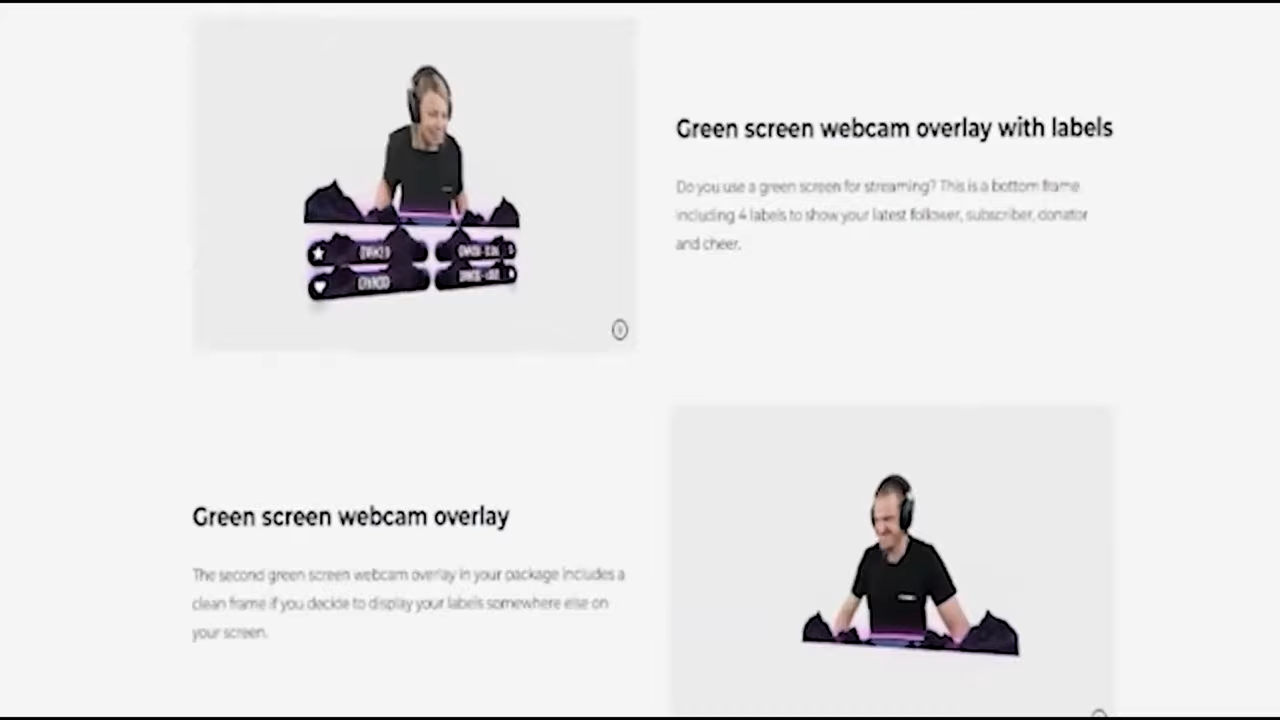 Green screen webcam overlay with labels
Do you use a green screen for streaming? This is a bottom frame
including 4 labels to show your latest follower, subscriber, donator
and cheer.
Green screen webcam overlay
The second green screen webcam overlay in your package includes a
clean frame if you decide to display your labels somewhere else on
your screen.